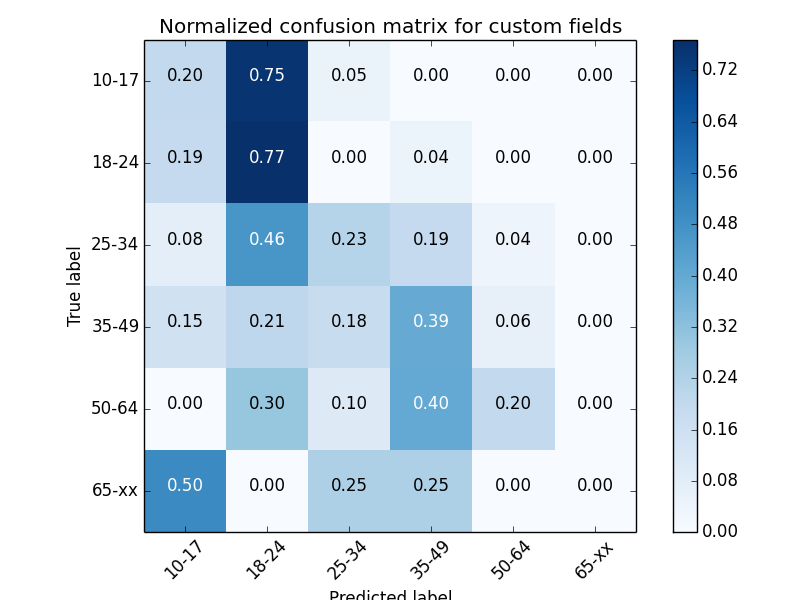 Normalized confusion matrix for custom fields
10-17 0.20 0.75 0.05 0.00 0.00 0.00
18-24 0.19 0.77 0.00 0.04 0.00 0.00
25-34 0.08 0.46 0.23 0.19 0.04 0.00
35-49 0.15 0.21 0.18 0.39 0.06 0.00
50-64 0.00 0.30 0.10 0.40 0.20 0.00
65-xx 0.50 0.00 0.25 0.25 0.00 0.00
True label
10-17 18-24 25-34 35-49 50-64 65-xx
Predicted label
0.72
0.64
0.56
0.48
0.40
0.32
0.24
0.16
0.08
0.00